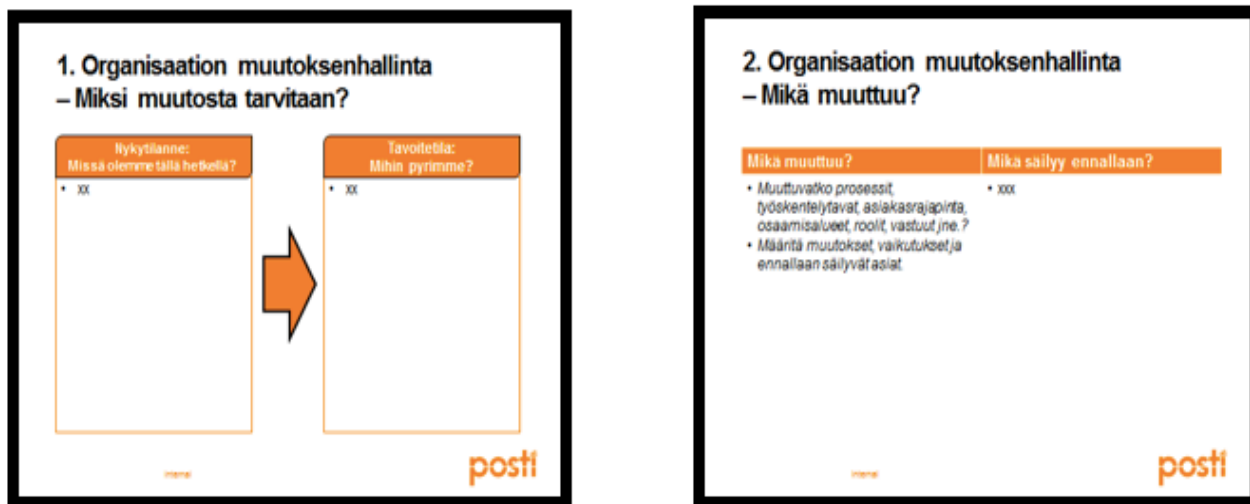 1. Organisaation muutoksenhallinta
– Miksi muutosta tarvitaan?
Nykytilanne:
Missä olemme tällä hetkellä?
• xx
Tavoitetila:
Mihin pyrimme?
• xx
internal
posti
2. Organisaation muutoksenhallinta
– Mikä muuttuu?
Mikä muuttuu?
• Muuttuvatko prosessit,
työskentelytavat, asiakasrajapinta,
osaamisalueet, roolit, vastuut jne.?
• Määritä muutokset, vaikutukset ja
ennallaan säilyvät asiat.
Mikä säilyy ennallaan?
• xxx
internal
posti